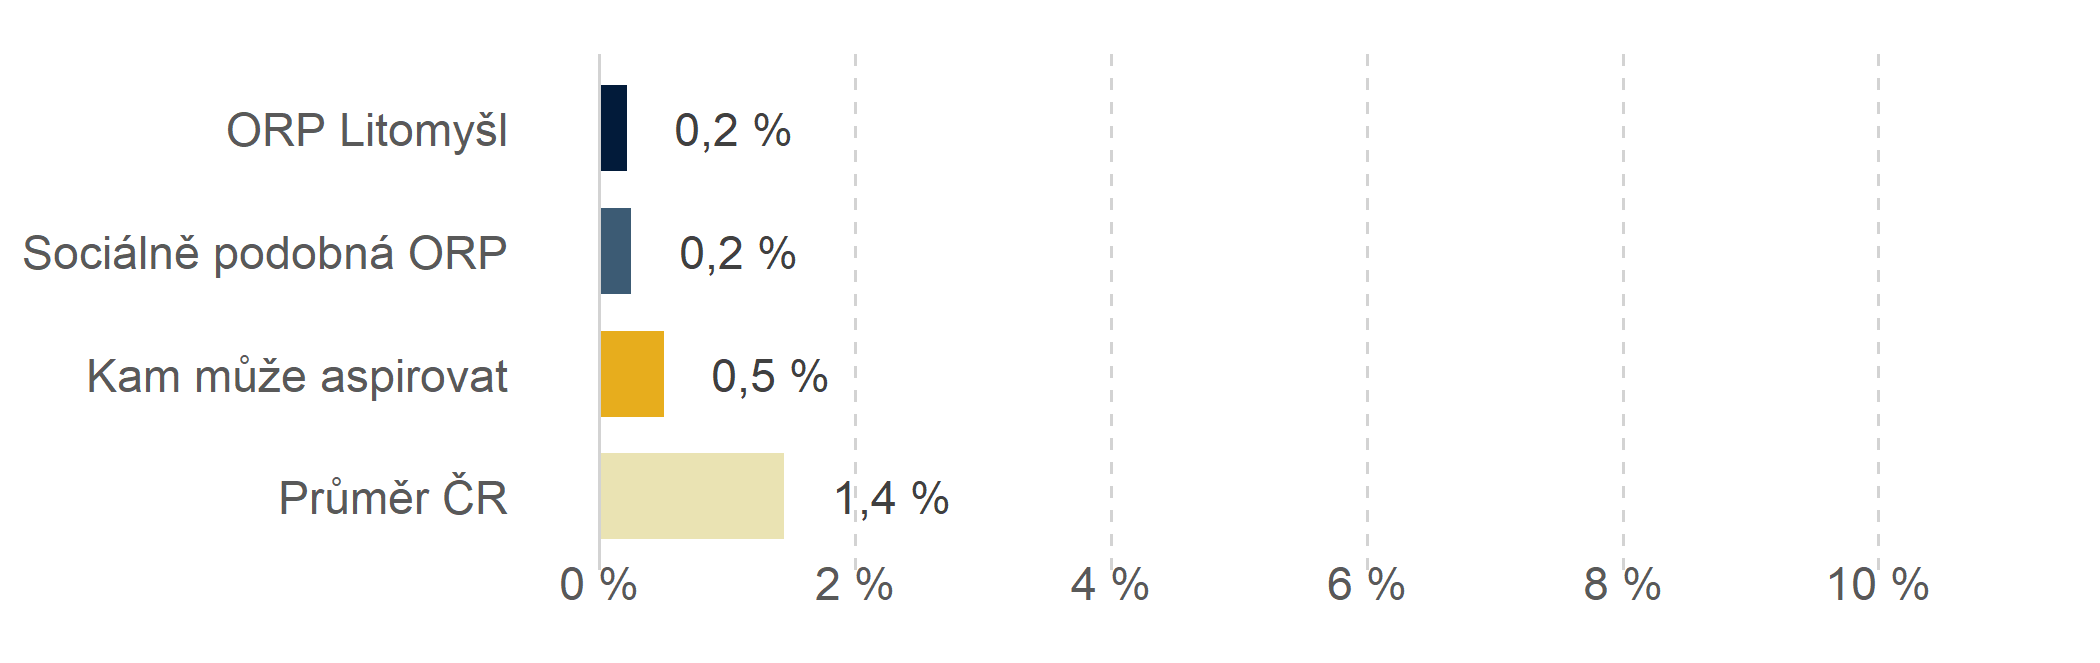 ORP Litomyšl 0,2 %
Sociálně podobná ORP 0,2 %
Kam může aspirovat 0,5 %
Průměr ČR 1,4 %
0 % 2 % 4 % 6 % 8 % 10 %